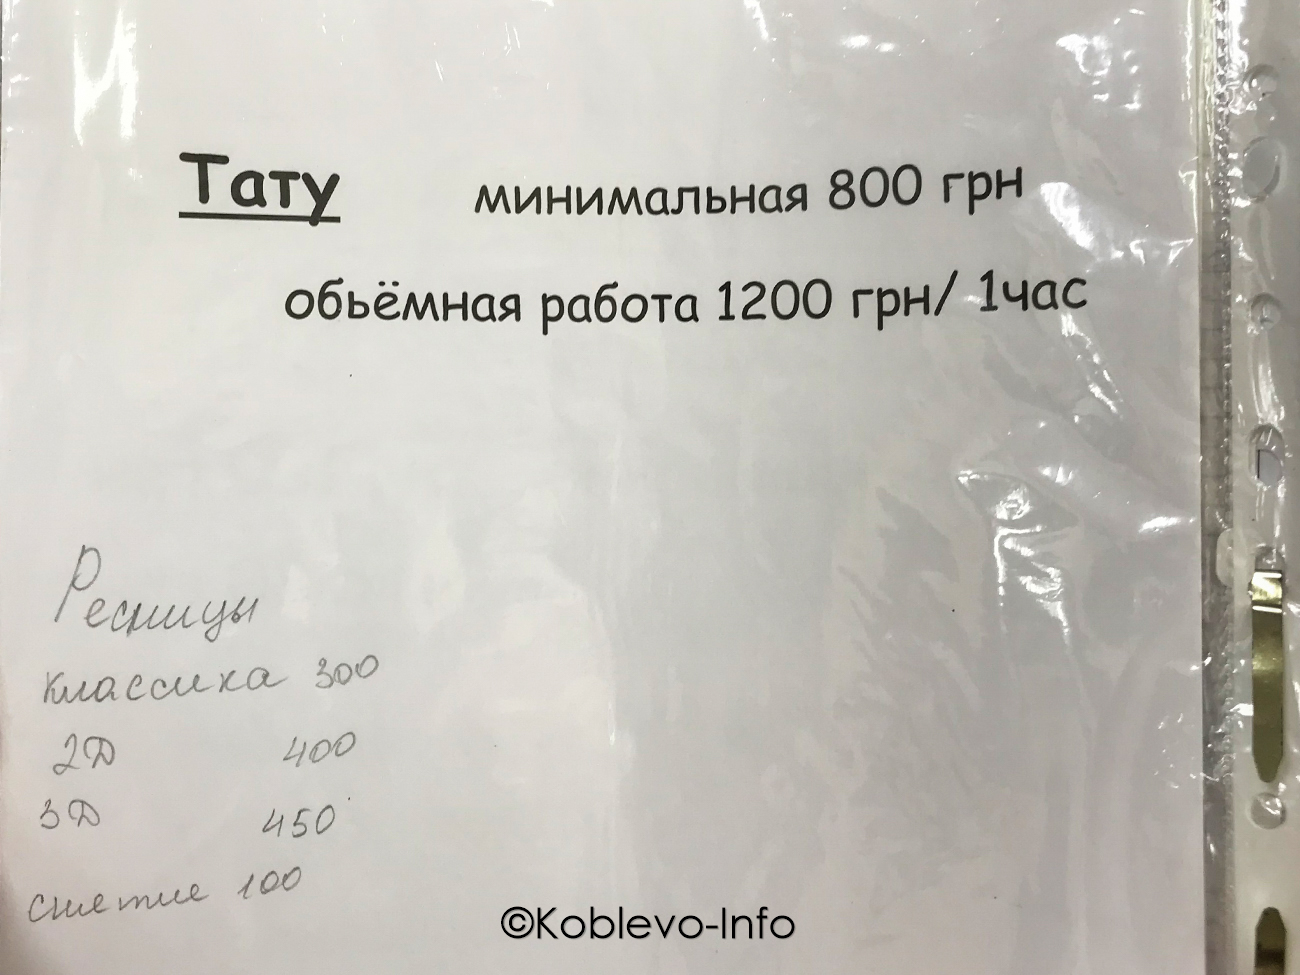 Тату минимальная 800 грн
обьёмная работа 1200 грн/ 1час
Ресницы
классика 300
2Д 400
3Д 450
снятие 100
©Koblevo-Info